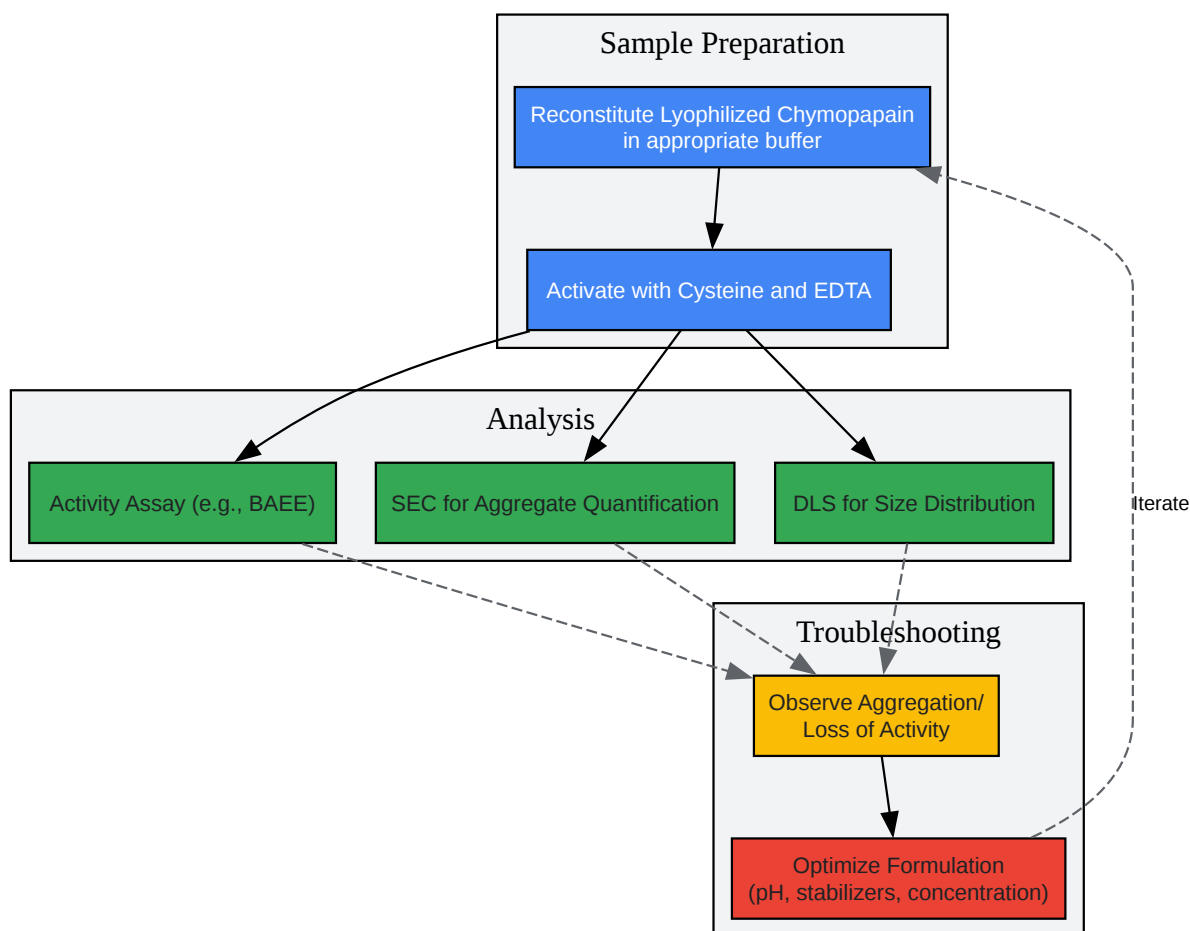 Sample Preparation
Reconstitute Lyophilized Chymopapain
in appropriate buffer
Activate with Cysteine and EDTA
Analysis
Activity Assay (e.g., BAEE)
SEC for Aggregate Quantification
DLS for Size Distribution
Iterate
Troubleshooting
Observe Aggregation/
Loss of Activity
Optimize Formulation
(pH, stabilizers, concentration)